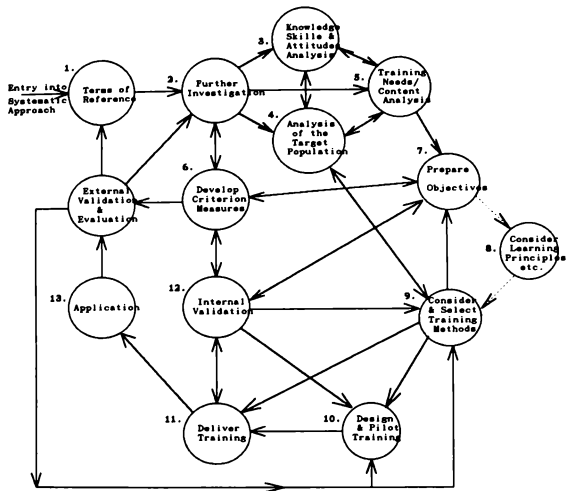 Entry into
Systematic
Approach
1.
Terms of
Reference
2.
Further
Investigation
3.
Knowledge
Skills &
Attitudes
Analysis
4.
Analysis
of the
Target
Population
5.
Training
Needs/
Content
Analysis
6.
Develop
Criterion
Measures
7.
Prepare
Objectives
8.
Consider
Learning
Principles
etc.
External
Validation
&
Evaluation
13.
Application
12.
Internal
Validation
9.
Consider
& Select
Training
Methods
11.
Deliver
Training
10.
Design
& Pilot
Training